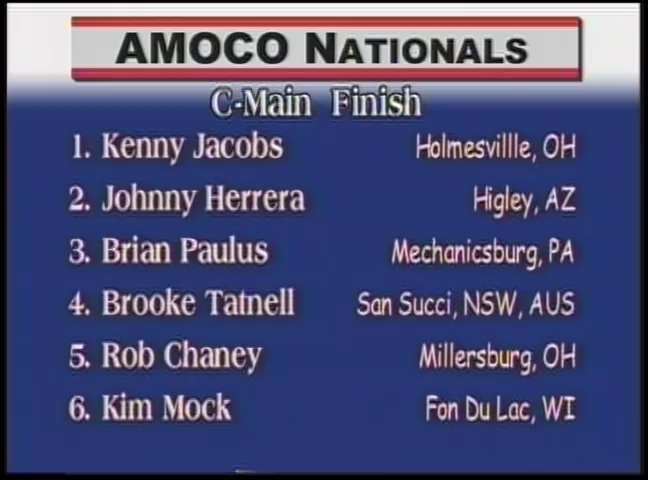 AMOCO NATIONALS
C-Main Finish
1. Kenny Jacobs Holmesvillle, OH
2. Johnny Herrera Higley, AZ
3. Brian Paulus Mechanicsburg, PA
4. Brooke Tatnell San Succi, NSW, AUS
5. Rob Chaney Millersburg, OH
6. Kim Mock Fon Du Lac, WI